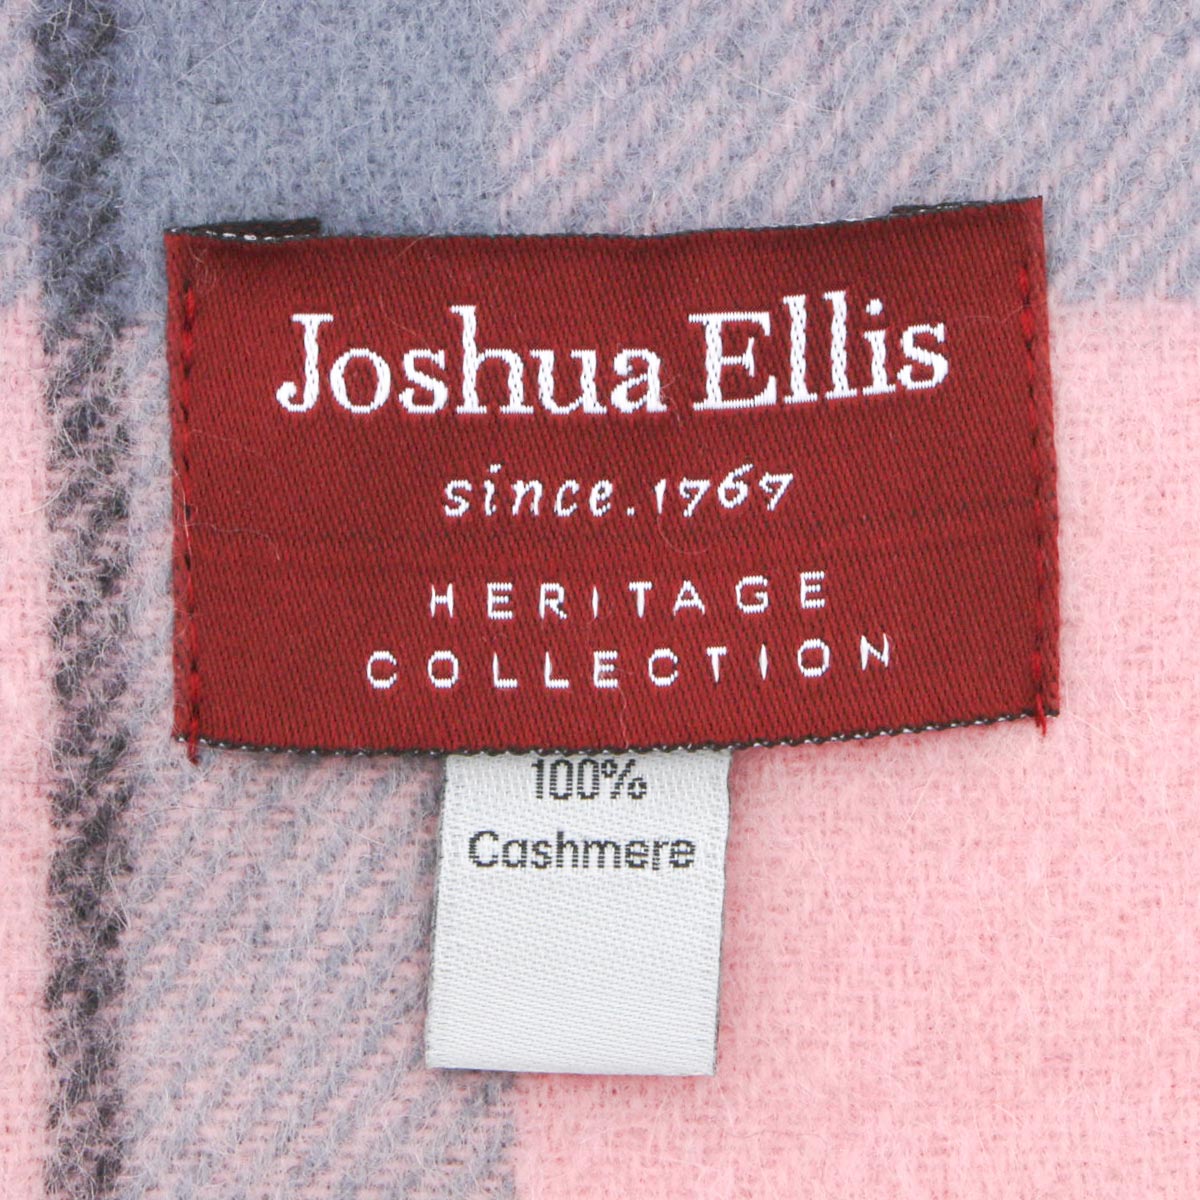 Joshua Ellis
since.1767
HERITAGE
COLLECTION
100%
Cashmere